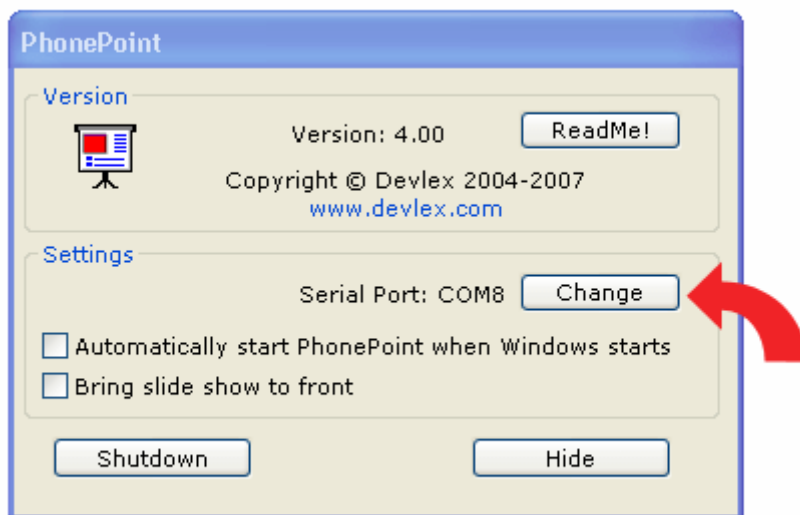 PhonePoint
Version
Version: 4.00 ReadMe!
Copyright © Devlex 2004-2007
www.devlex.com
Settings
Serial Port: COM8 Change
Automatically start PhonePoint when Windows starts
Bring slide show to front
Shutdown Hide